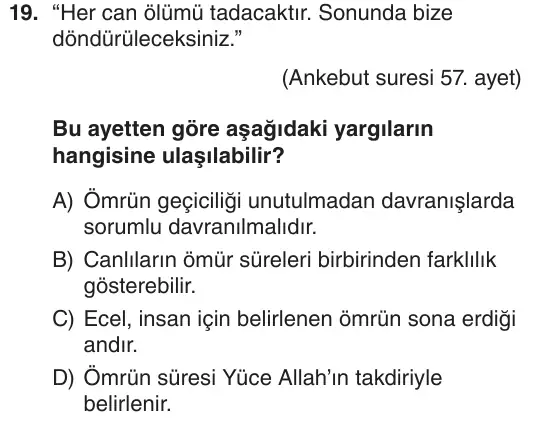 19. “Her can ölümü tadacaktır. Sonunda bize
döndürüleceksiniz.”
(Ankebut suresi 57. ayet)
Bu ayetten göre aşağıdaki yargıların
hangisine ulaşılabilir?
A) Ömrün geçiciliği unutulmadan davranışlarda
sorumlu davranılmalıdır.
B) Canlıların ömür süreleri birbirinden farklılık
gösterebilir.
C) Ecel, insan için belirlenen ömrün sona erdiği
andır.
D) Ömrün süresi Yüce Allah’ın takdiriyle
belirlenir.